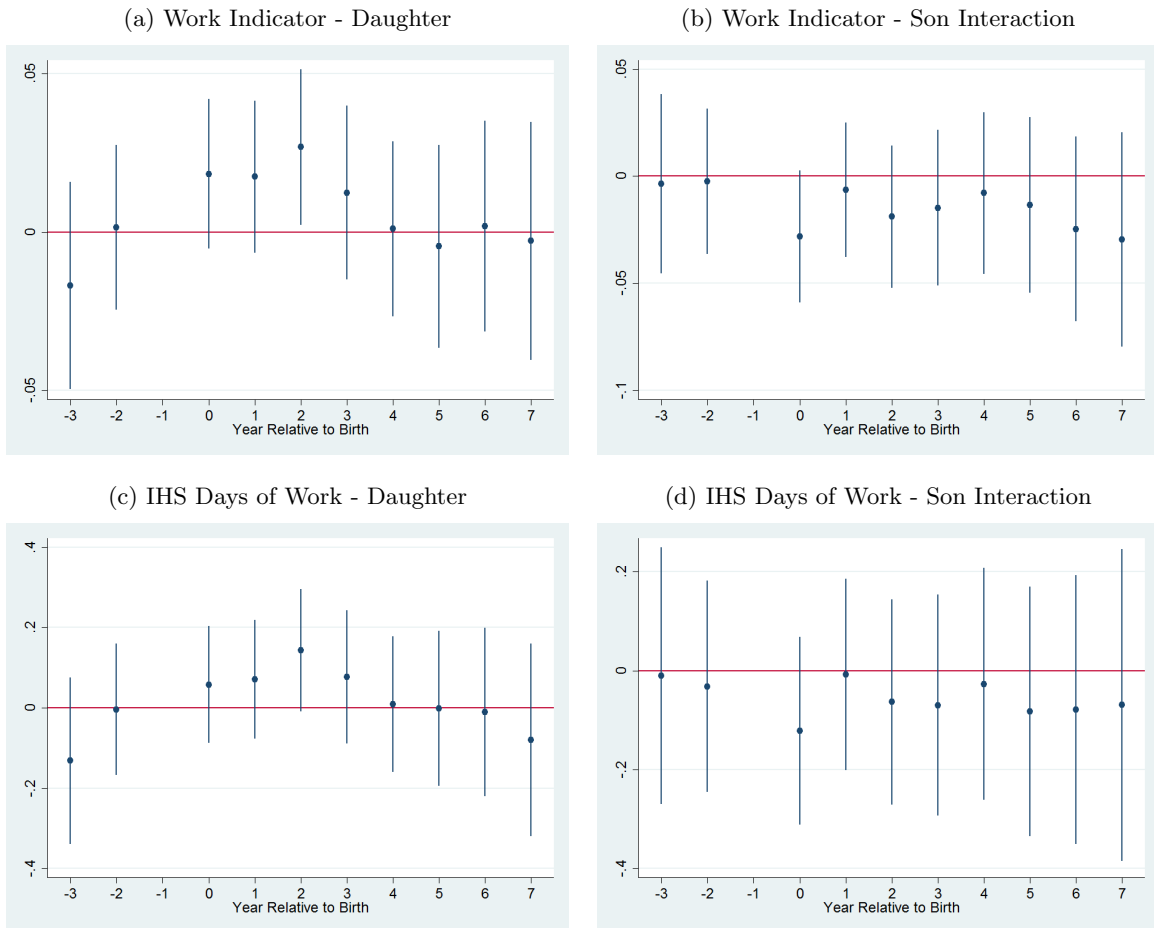 (a) Work Indicator - Daughter
.05
0
-.05
-3 -2 -1 0 1 2 3 4 5 6 7
Year Relative to Birth
(b) Work Indicator - Son Interaction
.05
0
-.05
-.1
-3 -2 -1 0 1 2 3 4 5 6 7
Year Relative to Birth
(c) IHS Days of Work - Daughter
.4
.2
0
-.2
-.4
-3 -2 -1 0 1 2 3 4 5 6 7
Year Relative to Birth
(d) IHS Days of Work - Son Interaction
.2
0
-.2
-.4
-3 -2 -1 0 1 2 3 4 5 6 7
Year Relative to Birth